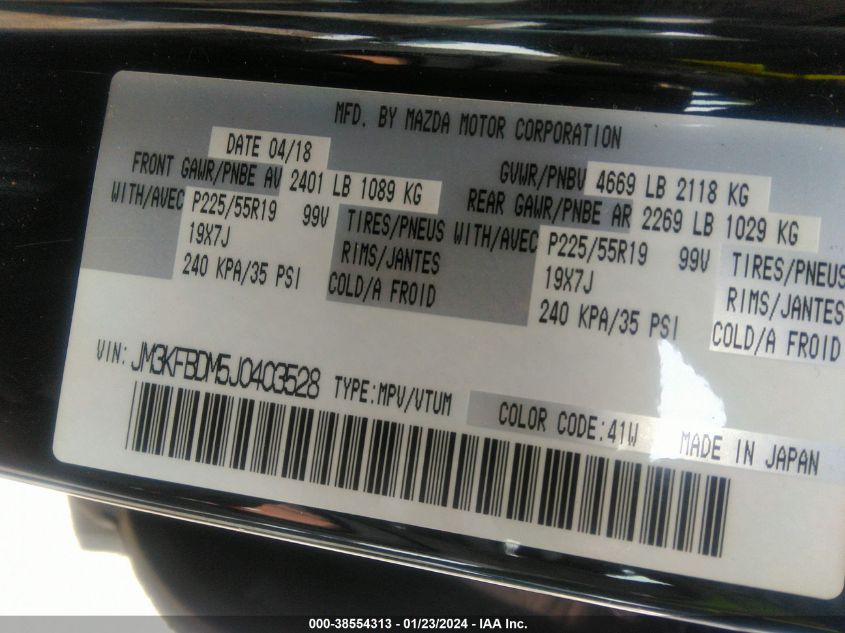 MFD. BY MAZDA MOTOR CORPORATION
DATE 04/18
GVWR/PNBV 4669 LB 2118 KG
FRONT GAWR/PNBE AV 2401 LB 1089 KG
REAR GAWR/PNBE AR 2269 LB 1029 KG
WITH/AVEC P225/55R19 99V TIRES/PNEUS
19X7J RIMS/JANTES
240 KPA/35 PSI COLD/A FROID
WITH/AVEC P225/55R19 99V TIRES/PNEUS
19X7J RIMS/JANTES
240 KPA/35 PSI COLD/A FROID
VIN: JM3KFBDM5J0403528 TYPE:MPV/VTUM COLOR CODE:41W MADE IN JAPAN
000-38554313 - 01/23/2024 - IAA Inc.